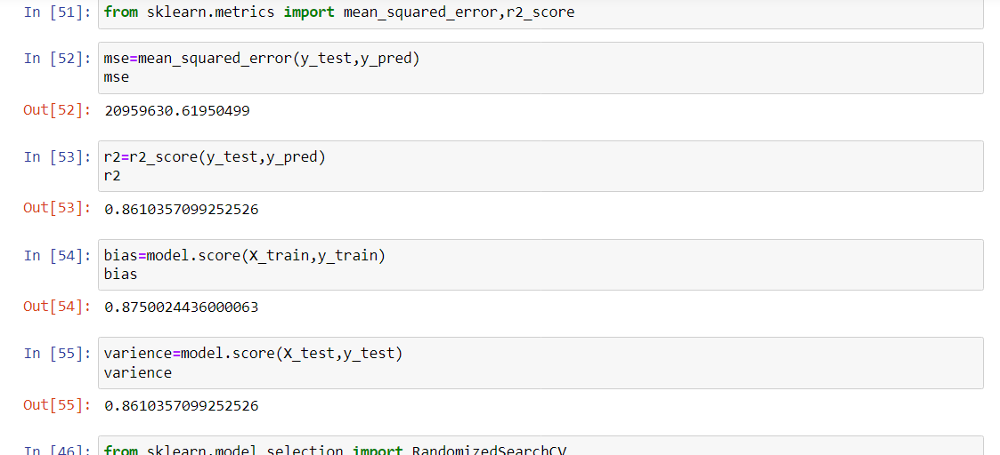 In [51]: from sklearn.metrics import mean_squared_error,r2_score
In [52]: mse=mean_squared_error(y_test,y_pred)
mse
Out[52]: 20959630.61950499
In [53]: r2=r2_score(y_test,y_pred)
r2
Out[53]: 0.8610357099252526
In [54]: bias=model.score(X_train,y_train)
bias
Out[54]: 0.8750024436000063
In [55]: varience=model.score(X_test,y_test)
varience
Out[55]: 0.8610357099252526
In [46]: from sklearn.model_selection import RandomizedSearchCV